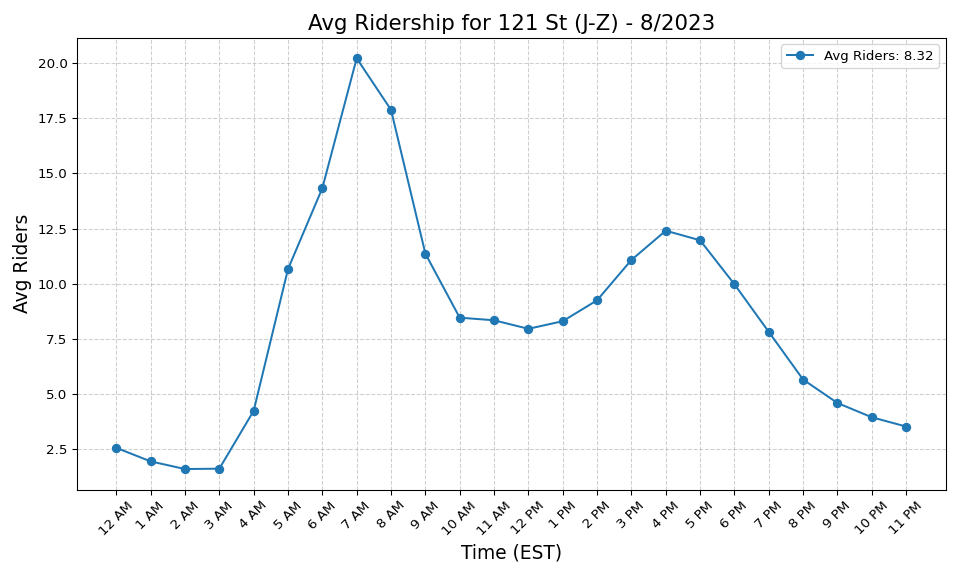 Avg Ridership for 121 St (J-Z) - 8/2023
Avg Riders: 8.32
Avg Riders
20.0
17.5
15.0
12.5
10.0
7.5
5.0
2.5
12 AM
1 AM
2 AM
3 AM
4 AM
5 AM
6 AM
7 AM
8 AM
9 AM
10 AM
11 AM
12 PM
1 PM
2 PM
3 PM
4 PM
5 PM
6 PM
7 PM
8 PM
9 PM
10 PM
11 PM
Time (EST)